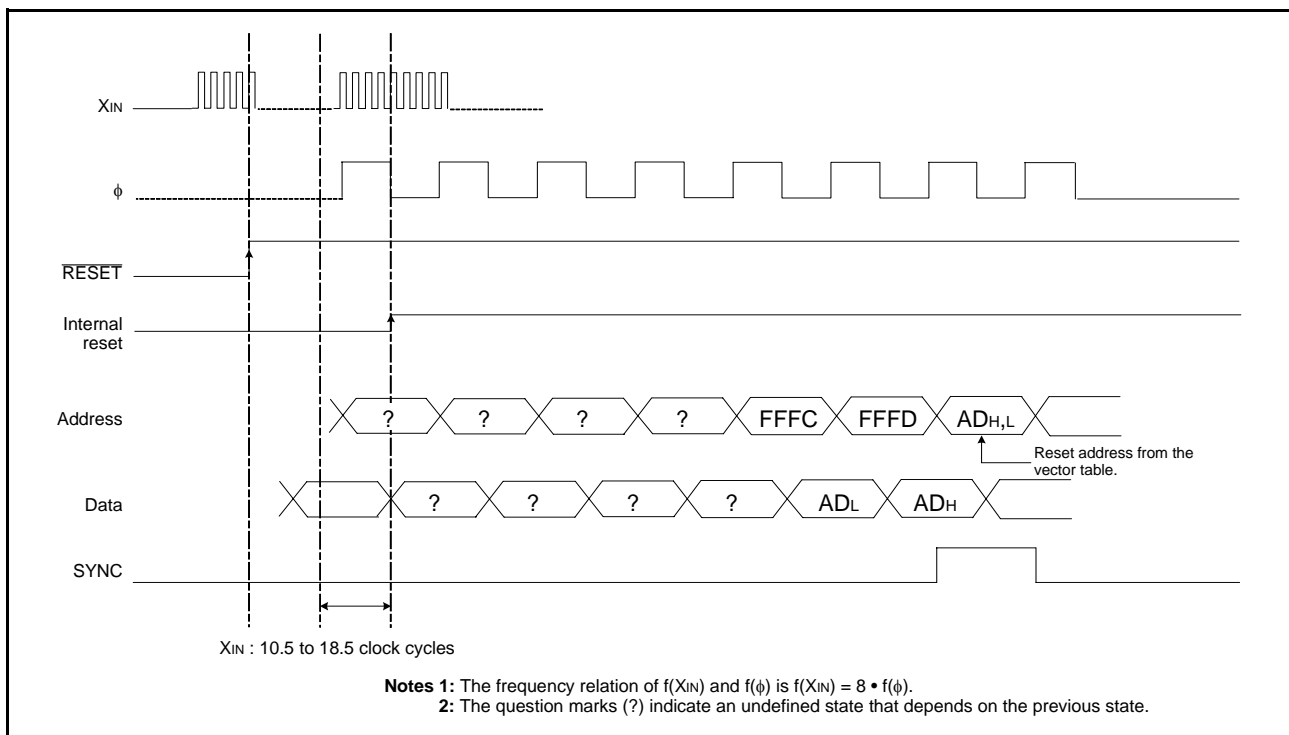 XIN
ϕ
RESET
Internal
reset
Address
? ? ? ? FFFC FFFD ADH,L
Reset address from the
vector table.
Data
? ? ? ? ADL ADH
SYNC
XIN : 10.5 to 18.5 clock cycles
Notes 1: The frequency relation of f(XIN) and f(ϕ) is f(XIN) = 8 • f(ϕ).
2: The question marks (?) indicate an undefined state that depends on the previous state.